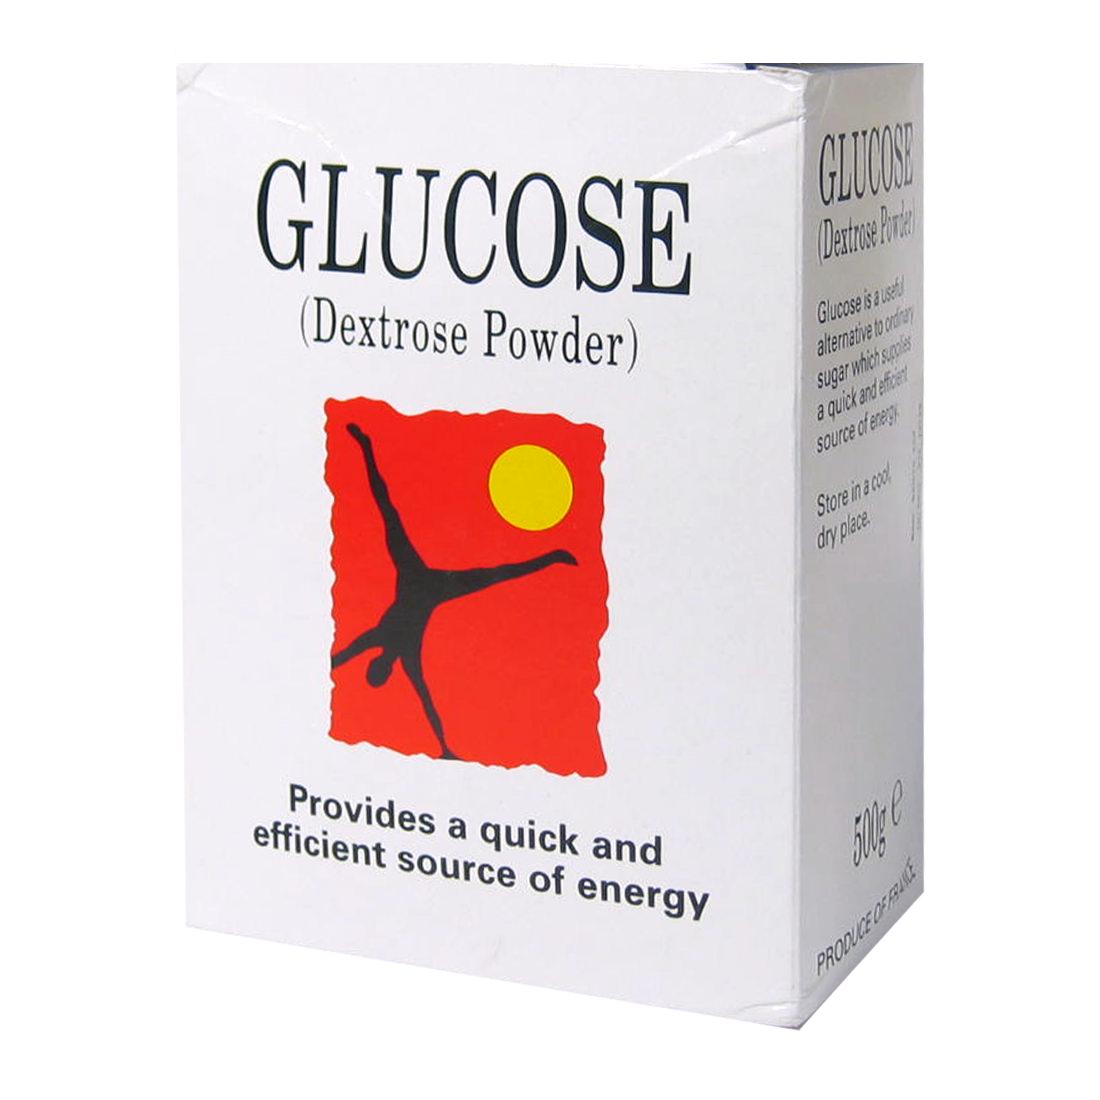 GLUCOSE
(Dextrose Powder)
Provides a quick and
efficient source of energy
GLUCOSE
(Dextrose Powder)
Glucose is a useful
alternative to ordinary
sugar which supplies
a quick and efficient
source of energy.
Store in a cool,
dry place.
500g e
PRODUCE OF FRANCE